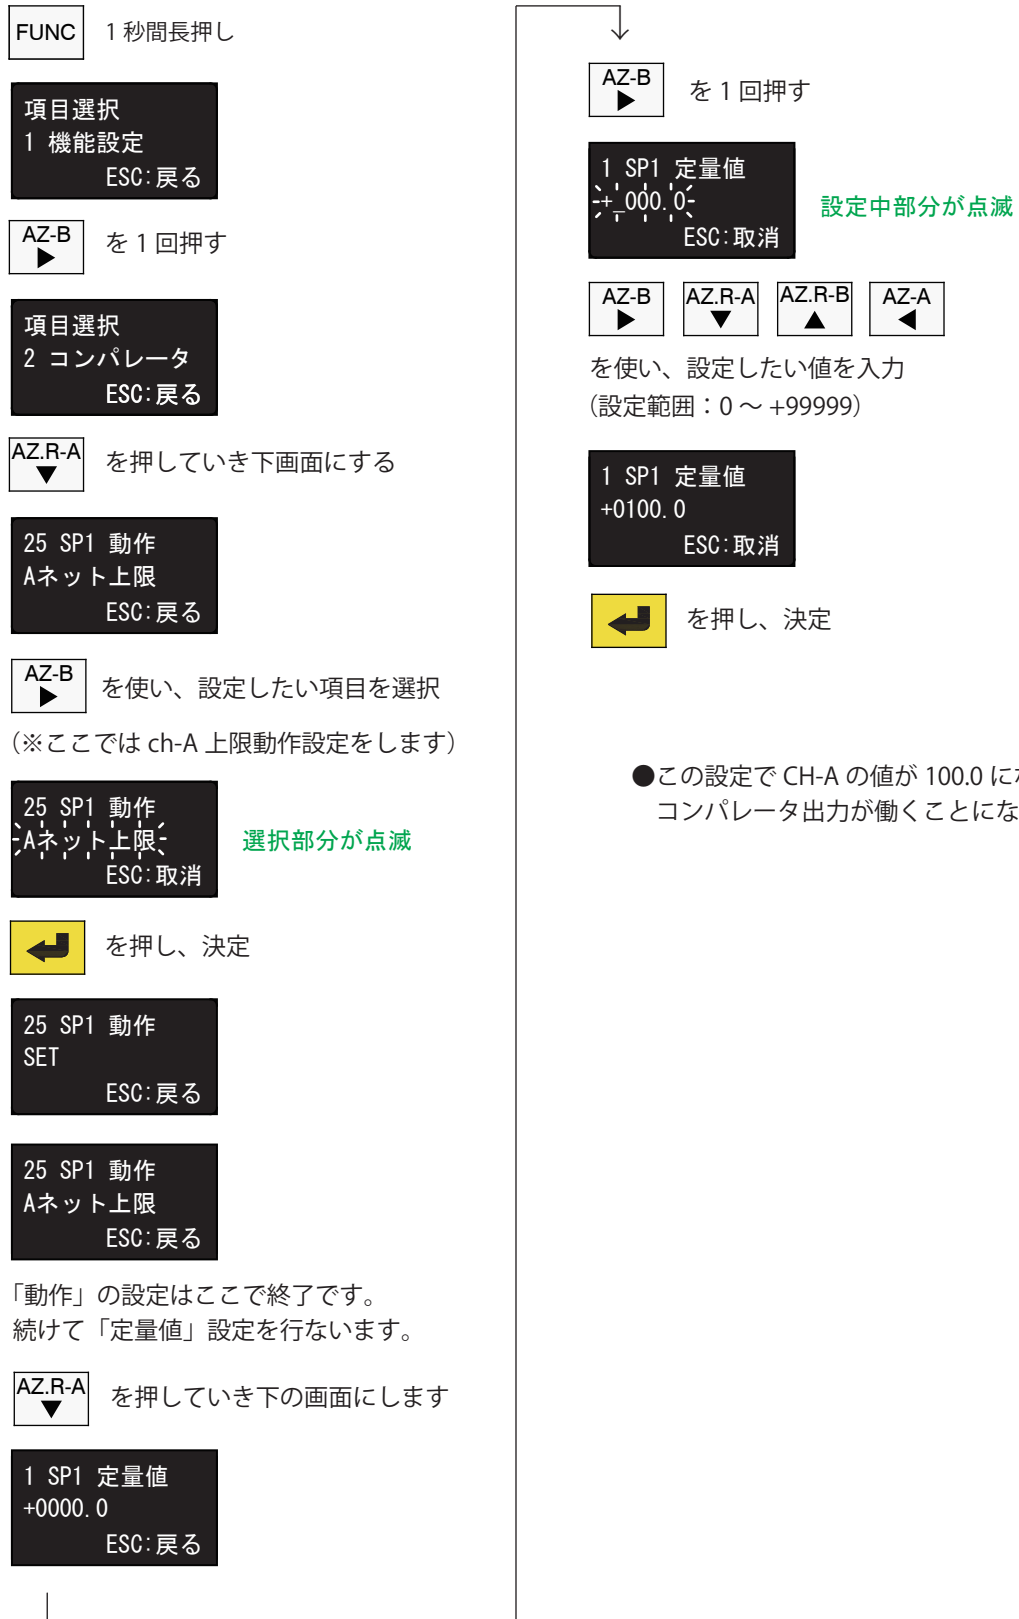 FUNC 1 秒間長押し
項目選択
1 機能設定
ESC:戻る
AZ-B を 1 回押す
項目選択
2 コンパレータ
ESC:戻る
AZ.R-A を押していき下画面にする
25 SP1 動作
Aネット上限
ESC:戻る
AZ-B を使い、設定したい項目を選択
（※ここでは ch-A 上限動作設定をします）
25 SP1 動作
Aネット上限
ESC:取消
選択部分が点滅
を押し、決定
25 SP1 動作
SET
ESC:戻る
25 SP1 動作
Aネット上限
ESC:戻る
「動作」の設定はここで終了です。
続けて「定量値」設定を行ないます。
AZ.R-A を押していき下の画面にします
1 SP1 定量値
+0000.0
ESC:戻る
AZ-B を 1 回押す
1 SP1 定量値
+_000.0
ESC:取消
設定中部分が点滅
AZ-B AZ.R-A AZ.R-B AZ-A
を使い、設定したい値を入力
（設定範囲：0 〜 +99999）
1 SP1 定量値
+0100.0
ESC:取消
を押し、決定
●この設定で CH-A の値が 100.0 に
コンパレータ出力が働くことにな